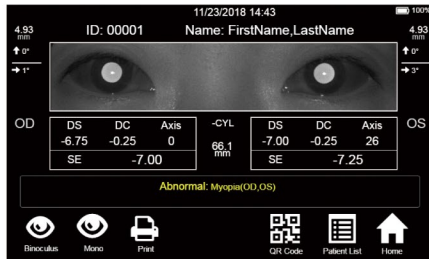 11/23/2018 14:43 100%
4.93 mm ID: 00001 Name: FirstName,LastName 4.93 mm
↑ 0° ↑ 0°
→ 1° → 3°
OD DS DC Axis -CYL DS DC Axis OS
-6.75 -0.25 0 66.1 mm -7.00 -0.25 26
SE -7.00 SE -7.25
Abnormal: Myopia(OD,OS)
Binoculus Mono Print QR Code Patient List Home